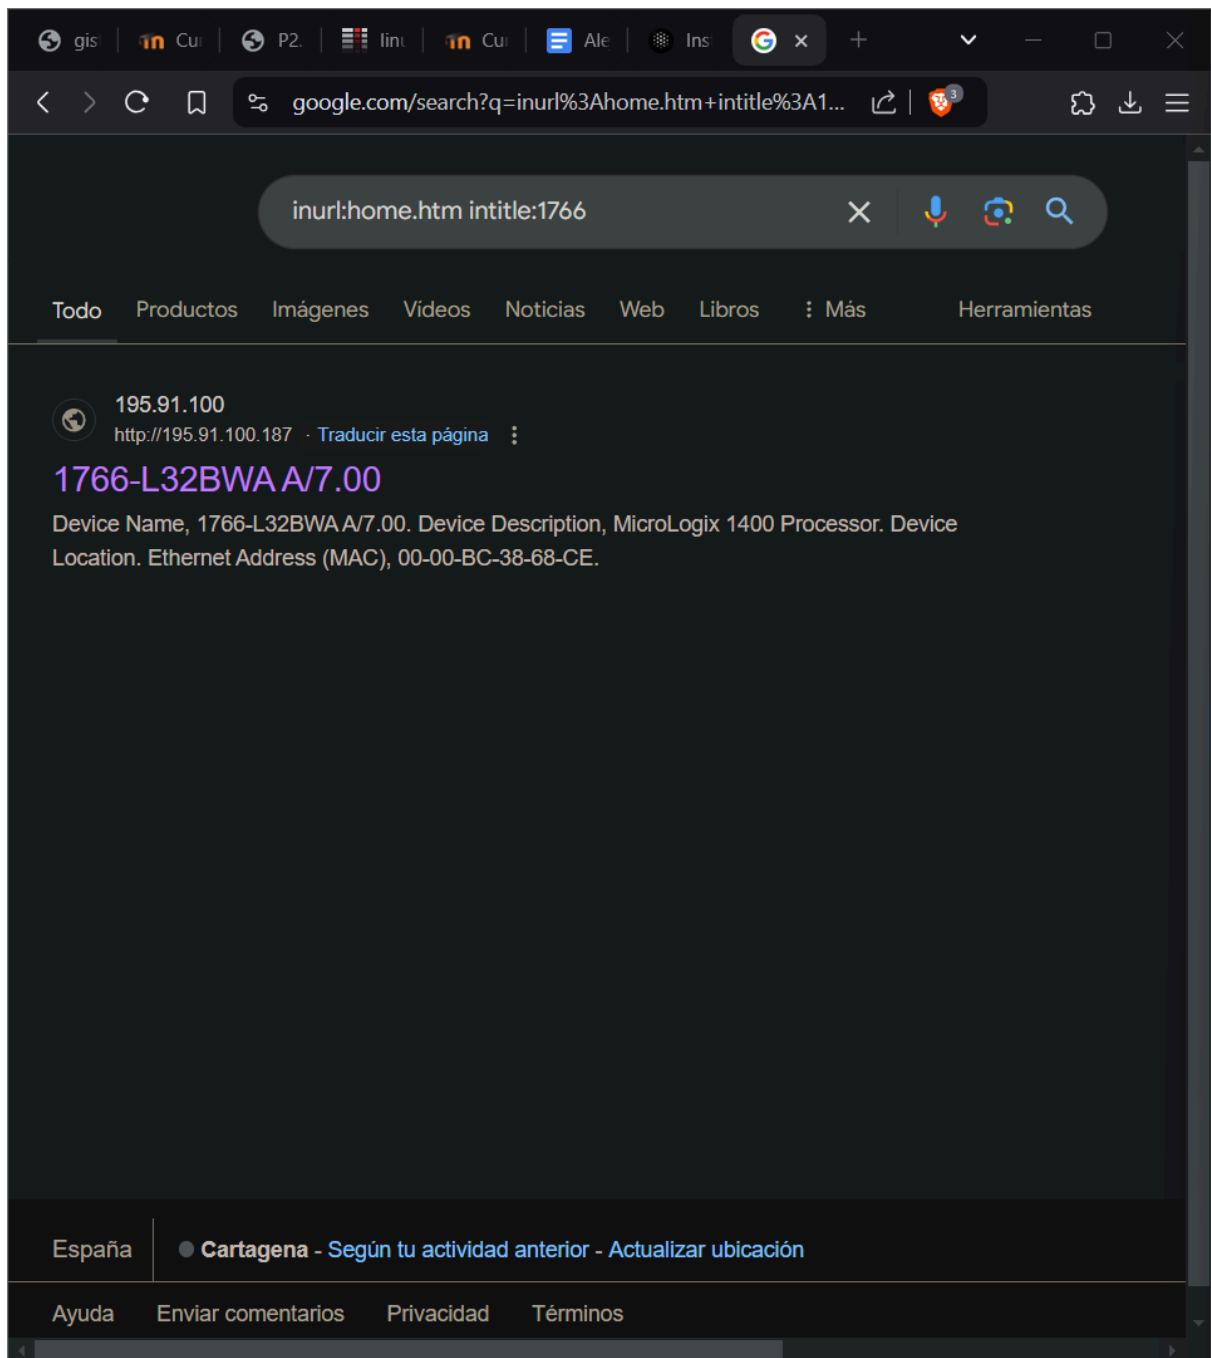 gis Cur P2. linu Cur Ale Ins
google.com/search?q=inurl%3Ahome.htm+intitle%3A1... 3
inurl:home.htm intitle:1766
Todo Productos Imágenes Vídeos Noticias Web Libros Más Herramientas
195.91.100
http://195.91.100.187 · Traducir esta página
1766-L32BWA A/7.00
Device Name, 1766-L32BWA A/7.00. Device Description, MicroLogix 1400 Processor. Device
Location. Ethernet Address (MAC), 00-00-BC-38-68-CE.
España Cartagena - Según tu actividad anterior - Actualizar ubicación
Ayuda Enviar comentarios Privacidad Términos